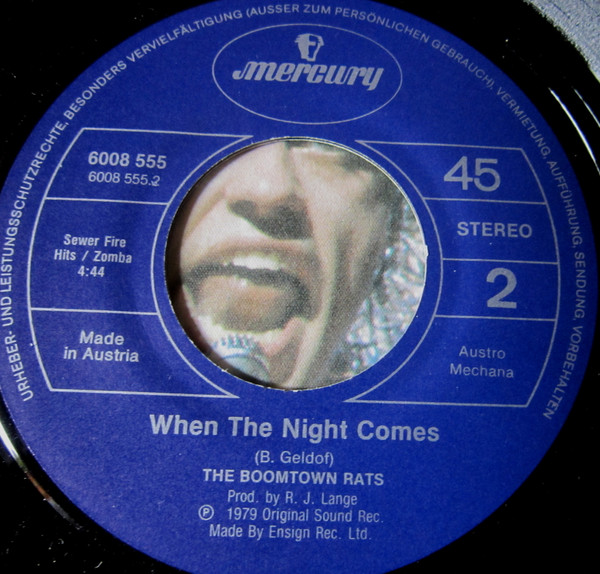 URHEBER- UND LEISTUNGSSCHUTZRECHTE, BESONDERS VERVIELFÄLTIGUNG (AUSSER ZUM PERSÖNLICHEN GEBRAUCH), VERMIETUNG, AUFFÜHRUNG, SENDUNG, VORBEHALTEN
mercury
6008 555
6008 555.2
45
STEREO
Sewer Fire
Hits / Zomba
4:44
2
Made
in Austria
Austro
Mechana
When The Night Comes
(B. Geldof)
THE BOOMTOWN RATS
Prod. by R. J. Lange
℗ 1979 Original Sound Rec.
Made By Ensign Rec. Ltd.